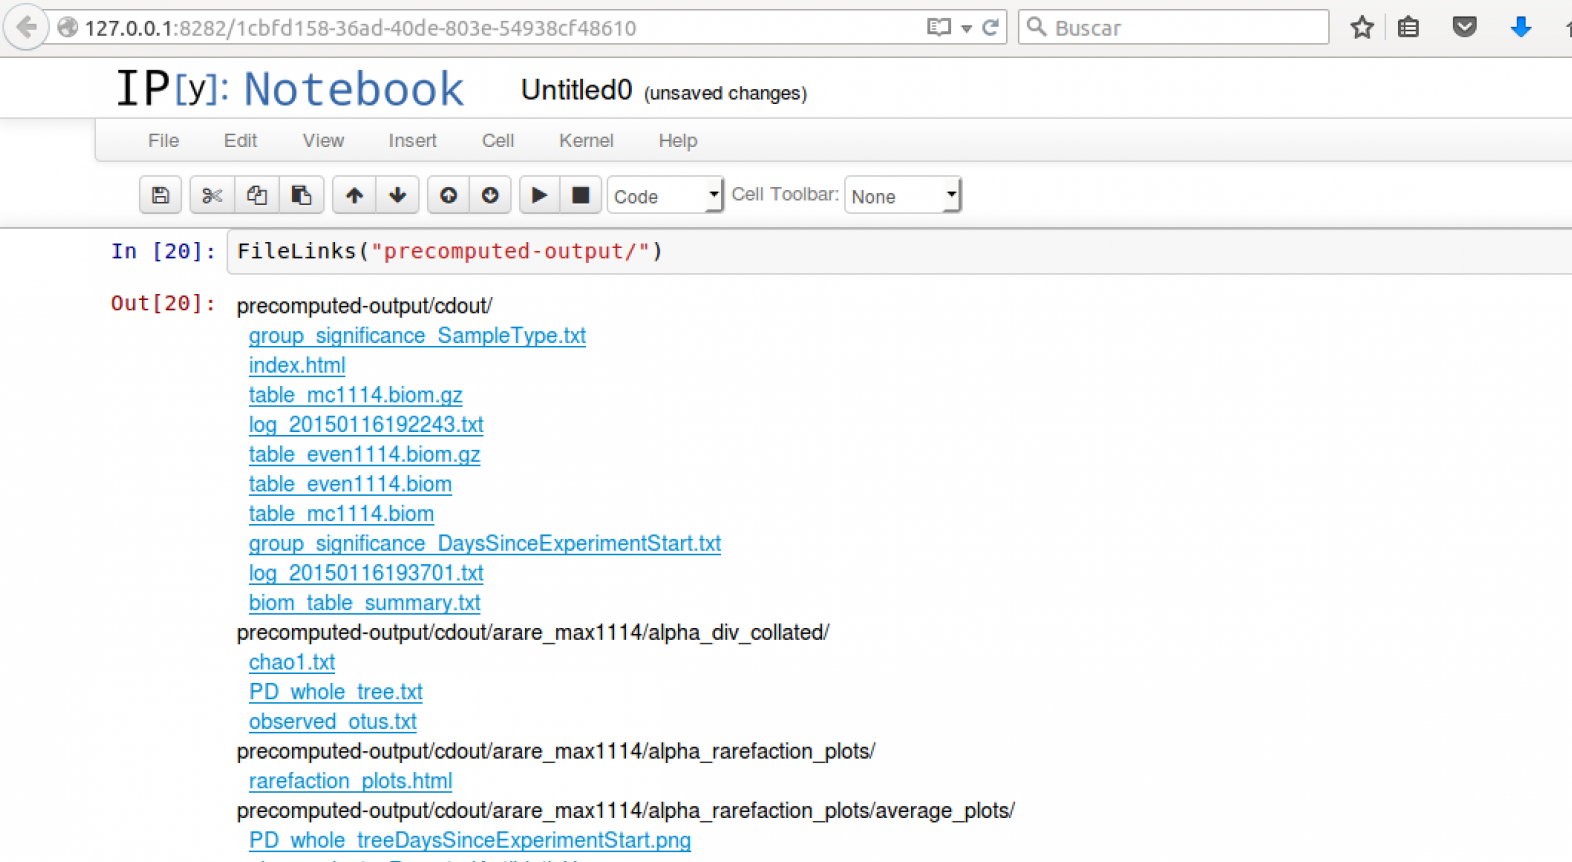 127.0.0.1:8282/1cbfd158-36ad-40de-803e-54938cf48610 Buscar
IP[y]: Notebook Untitled0 (unsaved changes)
File Edit View Insert Cell Kernel Help
Code Cell Toolbar: None
In [20]: FileLinks("precomputed-output/")
Out[20]: precomputed-output/cdout/
group_significance_SampleType.txt
index.html
table_mc1114.biom.gz
log_20150116192243.txt
table_even1114.biom.gz
table_even1114.biom
table_mc1114.biom
group_significance_DaysSinceExperimentStart.txt
log_20150116193701.txt
biom_table_summary.txt
precomputed-output/cdout/arare_max1114/alpha_div_collated/
chao1.txt
PD_whole_tree.txt
observed_otus.txt
precomputed-output/cdout/arare_max1114/alpha_rarefaction_plots/
rarefaction_plots.html
precomputed-output/cdout/arare_max1114/alpha_rarefaction_plots/average_plots/
PD_whole_treeDaysSinceExperimentStart.png